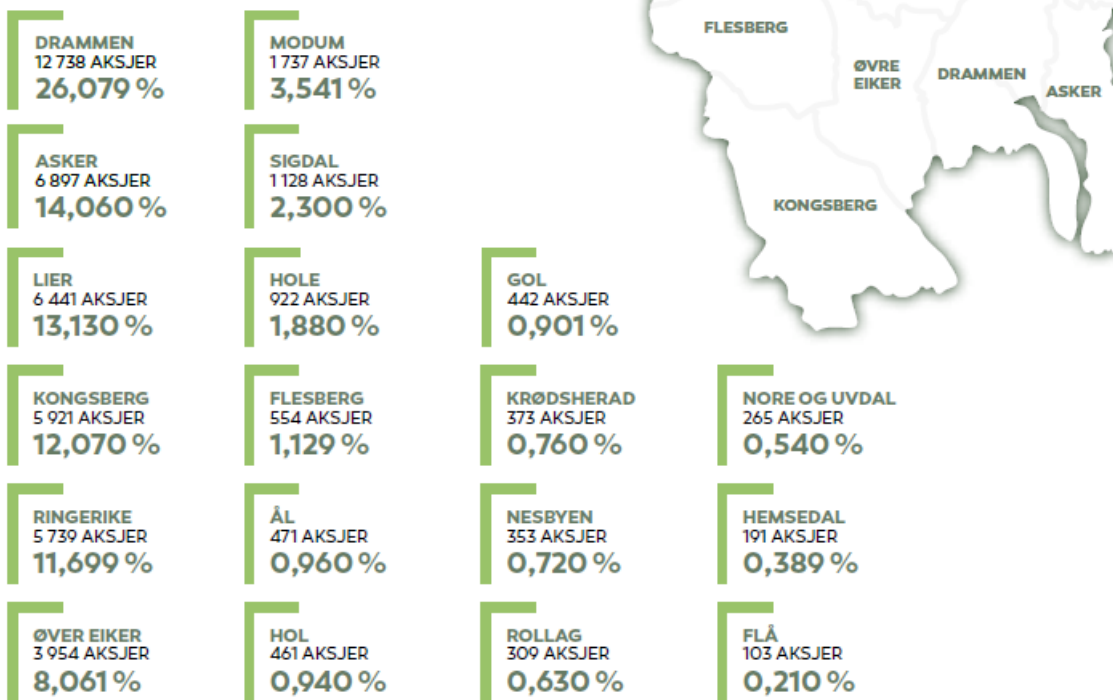 DRAMMEN
12 738 AKSJER
26,079 %
MODUM
1 737 AKSJER
3,541 %
FLESBERG
ØVRE
EIKER
DRAMMEN
ASKER
KONGSBERG
ASKER
6 897 AKSJER
14,060 %
SIGDAL
1 128 AKSJER
2,300 %
LIER
6 441 AKSJER
13,130 %
HOLE
922 AKSJER
1,880 %
GOL
442 AKSJER
0,901 %
KONGSBERG
5 921 AKSJER
12,070 %
FLESBERG
554 AKSJER
1,129 %
KRØDSHERAD
373 AKSJER
0,760 %
NORE OG UVDAL
265 AKSJER
0,540 %
RINGERIKE
5 739 AKSJER
11,699 %
ÅL
471 AKSJER
0,960 %
NESBYEN
353 AKSJER
0,720 %
HEMSEDAL
191 AKSJER
0,389 %
ØVER EIKER
3 954 AKSJER
8,061 %
HOL
461 AKSJER
0,940 %
ROLLAG
309 AKSJER
0,630 %
FLÅ
103 AKSJER
0,210 %